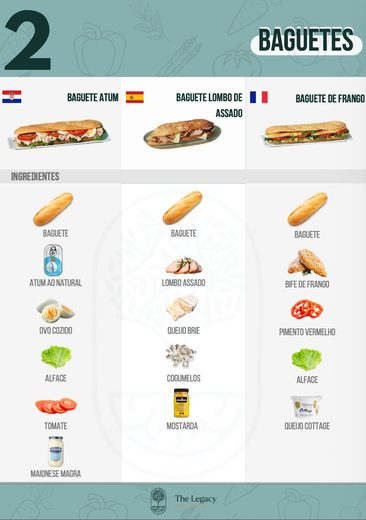 2
BAGUETES
BAGUETE ATUM
BAGUETE LOMBO DE
ASSADO
BAGUETE DE FRANGO
INGREDIENTES
BAGUETE
BAGUETE
BAGUETE
ATUM AO NATURAL
LOMBO ASSADO
BIFE DE FRANGO
OVO COZIDO
QUEIJO BRIE
PIMENTO VERMELHO
ALFACE
COGUMELOS
ALFACE
TOMATE
MOSTARDA
QUEIJO COTTAGE
MAIONESE MAGRA
The Legacy